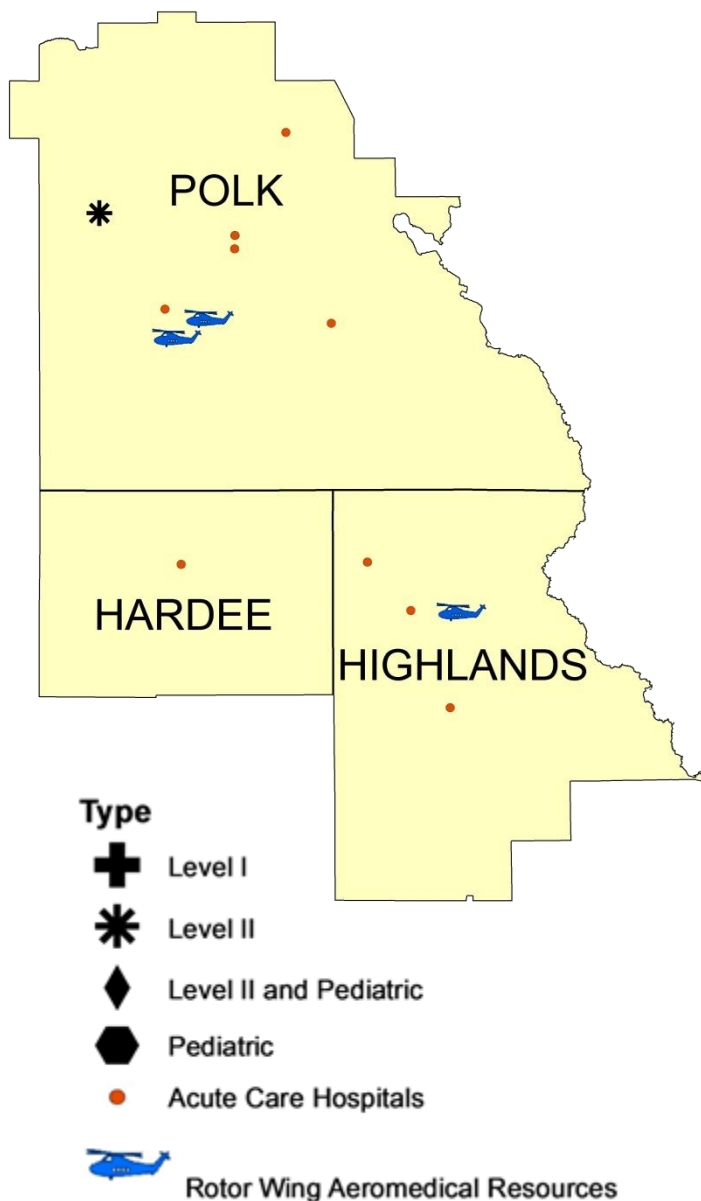 POLK
HARDEE
HIGHLANDS
Type
Level I
Level II
Level II and Pediatric
Pediatric
Acute Care Hospitals
Rotor Wing Aeromedical Resources